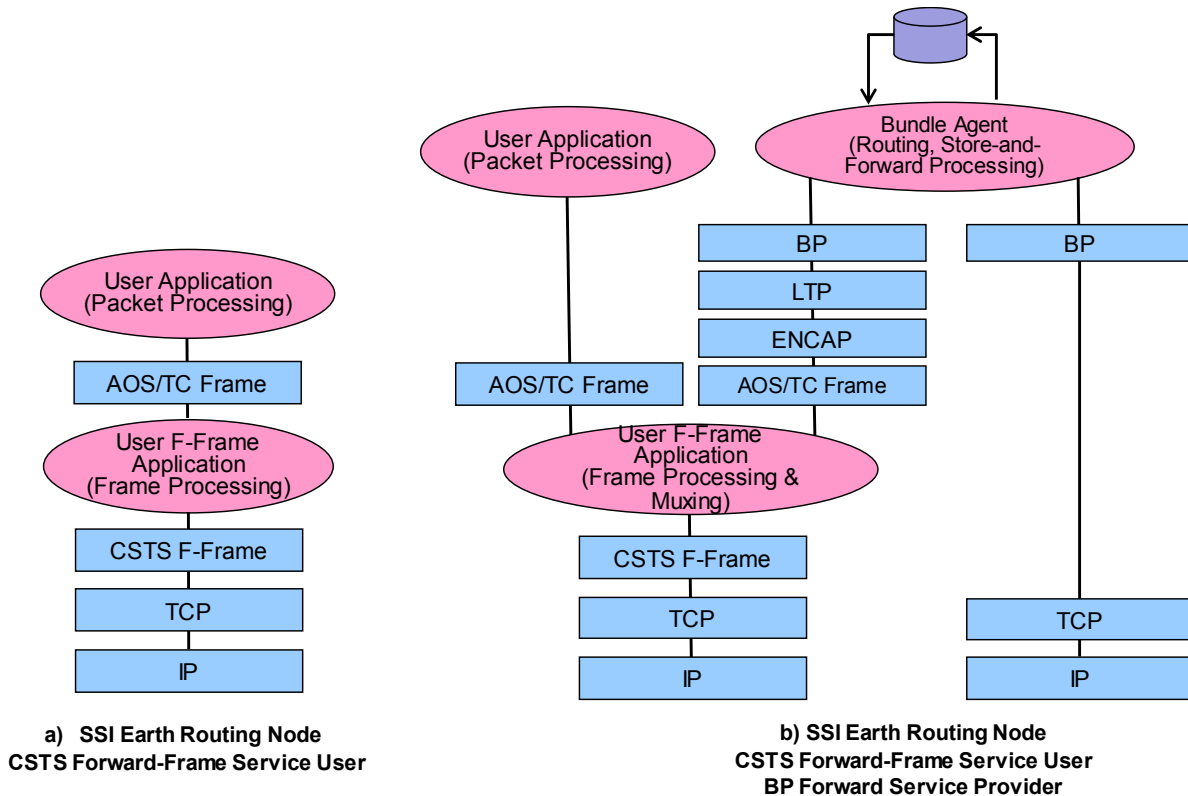 User Application
(Packet Processing)
AOS/TC Frame
User F-Frame
Application
(Frame Processing)
CSTS F-Frame
TCP
IP
a) SSI Earth Routing Node
CSTS Forward-Frame Service User
User Application
(Packet Processing)
AOS/TC Frame
Bundle Agent
(Routing, Store-and-
Forward Processing)
BP
LTP
ENCAP
AOS/TC Frame
User F-Frame
Application
(Frame Processing &
Muxing)
CSTS F-Frame
TCP
IP
BP
TCP
IP
b) SSI Earth Routing Node
CSTS Forward-Frame Service User
BP Forward Service Provider